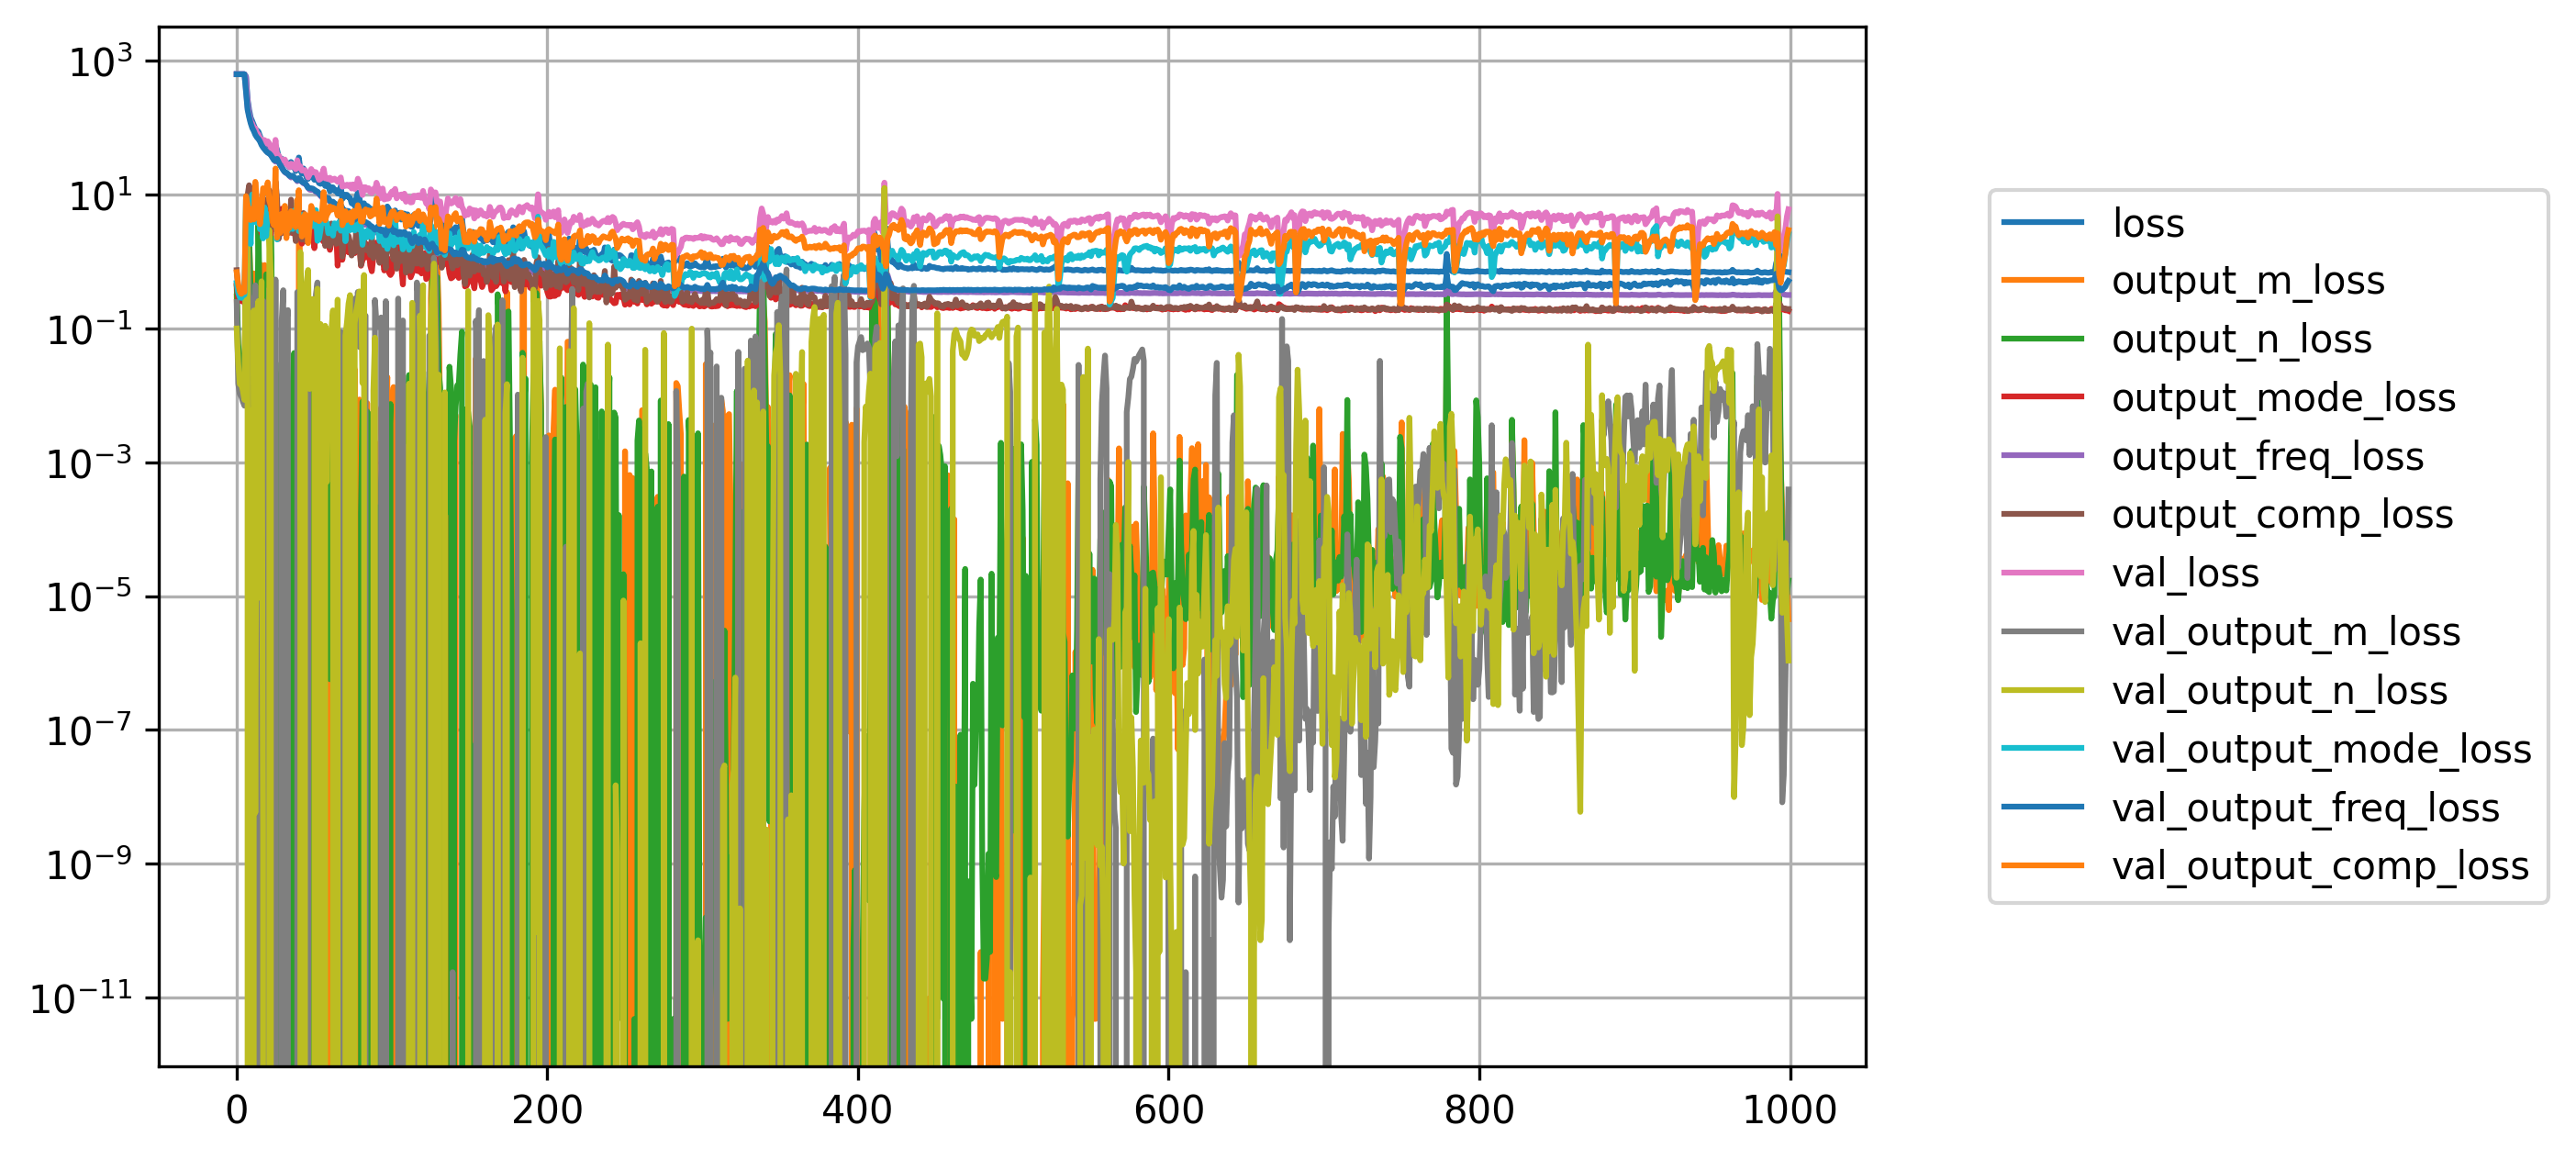 10³
10¹
10⁻¹
10⁻³
10⁻⁵
10⁻⁷
10⁻⁹
10⁻¹¹
0 200 400 600 800 1000
loss
output_m_loss
output_n_loss
output_mode_loss
output_freq_loss
output_comp_loss
val_loss
val_output_m_loss
val_output_n_loss
val_output_mode_loss
val_output_freq_loss
val_output_comp_loss